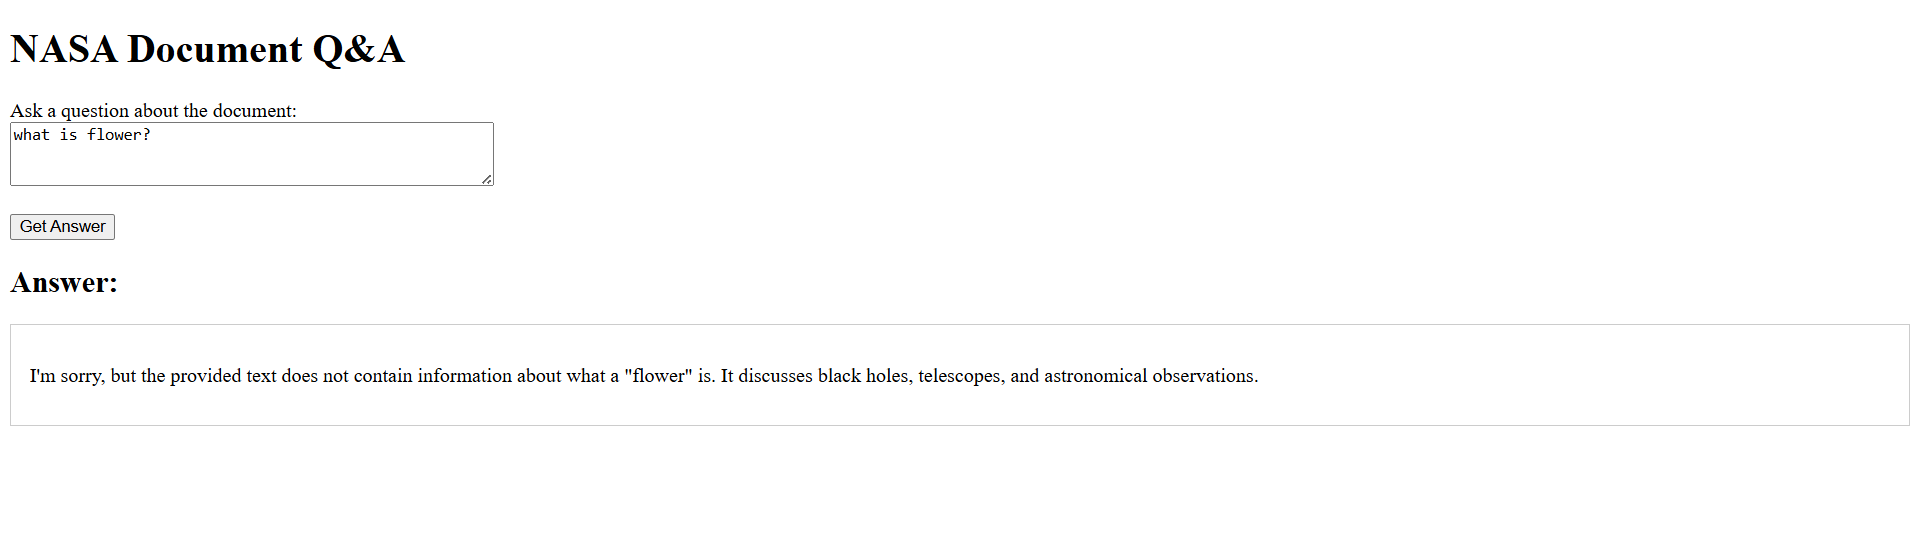 NASA Document Q&A
Ask a question about the document:
what is flower?
Get Answer
Answer:
I'm sorry, but the provided text does not contain information about what a "flower" is. It discusses black holes, telescopes, and astronomical observations.